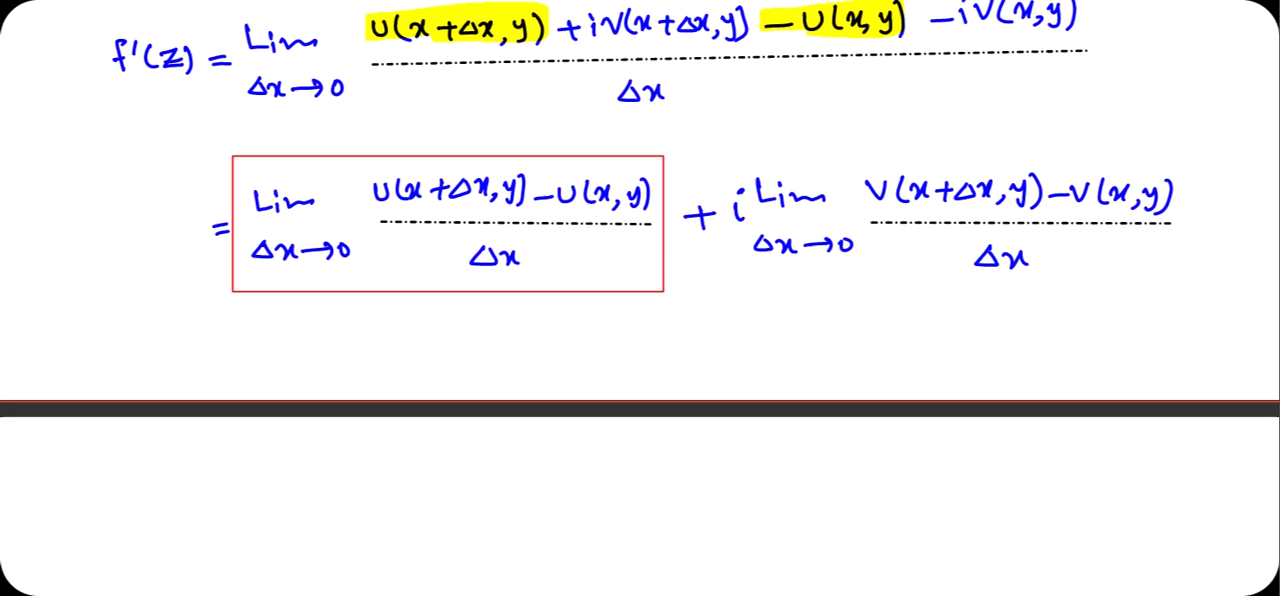 f'(z) = Lim Δx→0 U(x+Δx, y) + iV(x+Δx, y) − U(x, y) − iV(x, y) / Δx
= Lim Δx→0 U(x+Δx, y) − U(x, y) / Δx + i Lim Δx→0 V(x+Δx, y) − V(x, y) / Δx